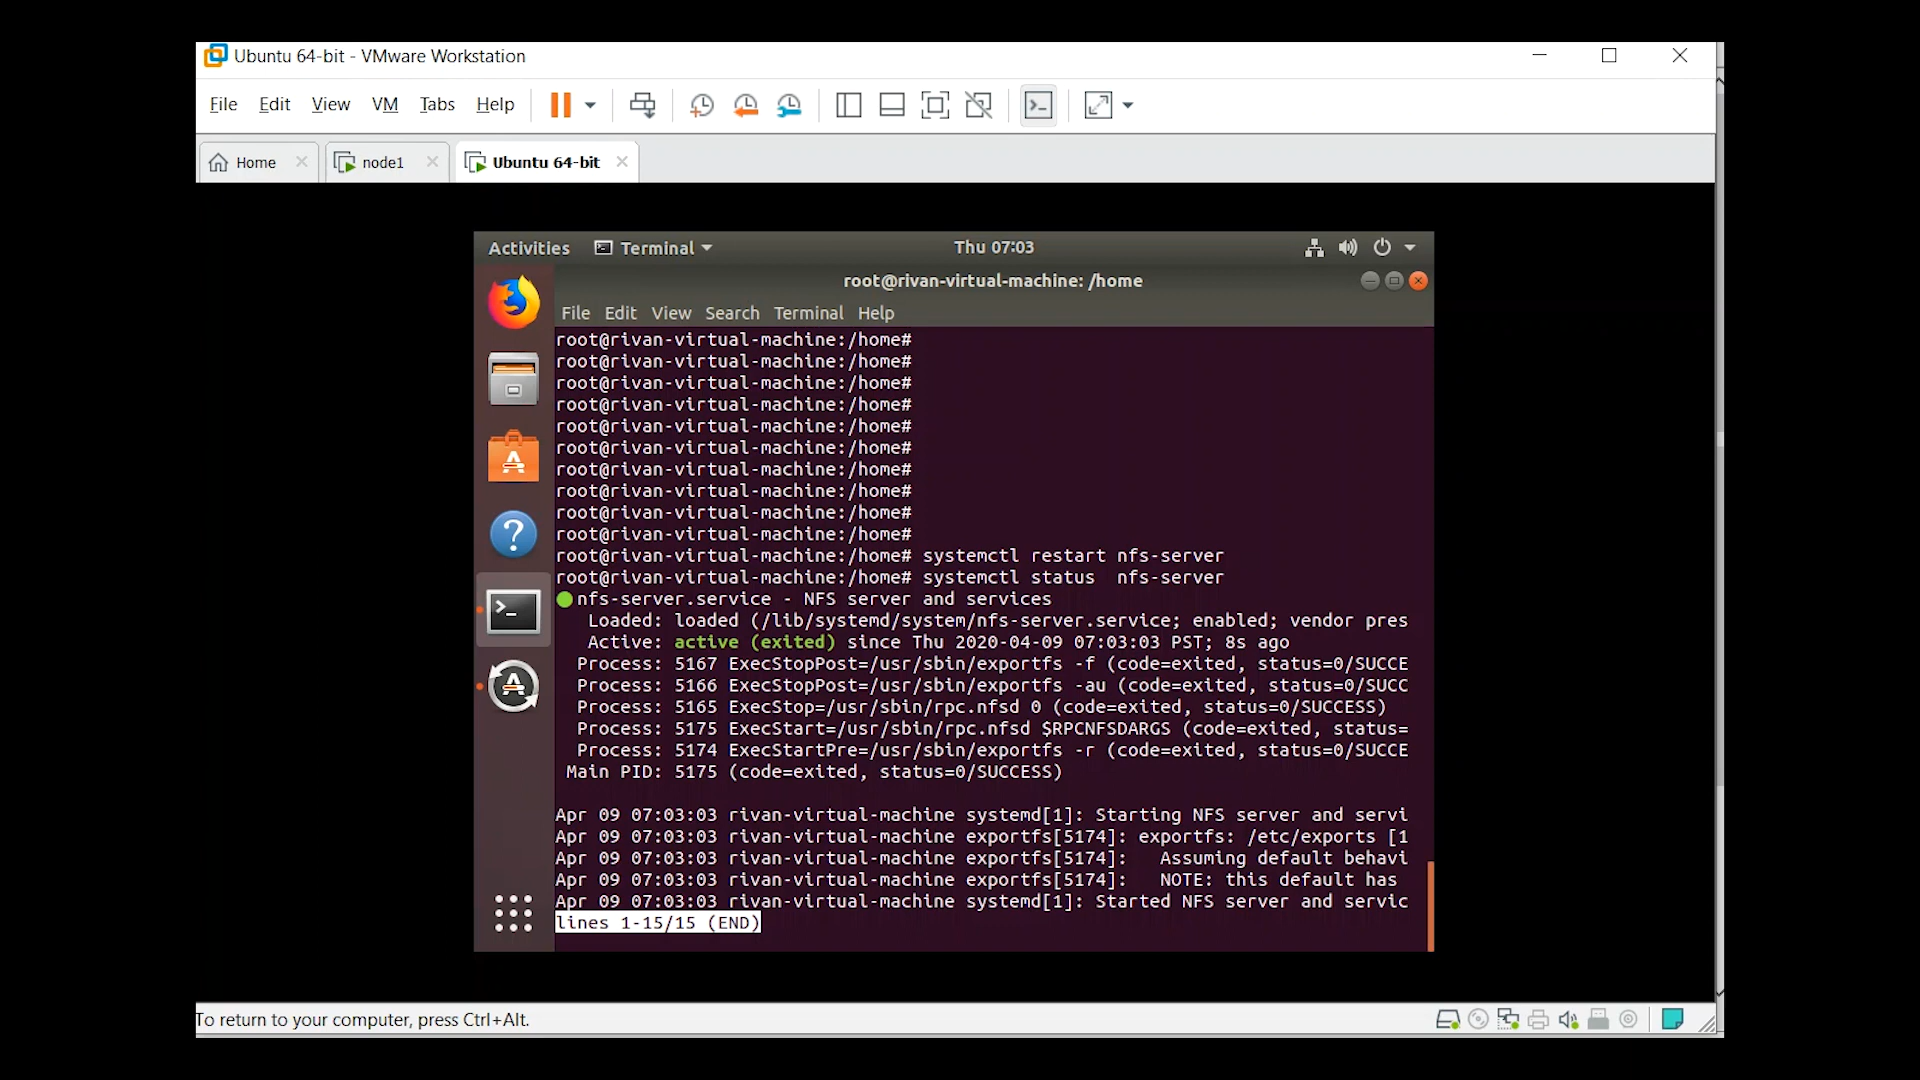 Ubuntu 64-bit - VMware Workstation
File Edit View VM Tabs Help
Home node1 Ubuntu 64-bit
Activities Terminal Thu 07:03
root@rivan-virtual-machine: /home
File Edit View Search Terminal Help
root@rivan-virtual-machine:/home#
root@rivan-virtual-machine:/home#
root@rivan-virtual-machine:/home#
root@rivan-virtual-machine:/home#
root@rivan-virtual-machine:/home#
root@rivan-virtual-machine:/home#
root@rivan-virtual-machine:/home#
root@rivan-virtual-machine:/home#
root@rivan-virtual-machine:/home#
root@rivan-virtual-machine:/home#
root@rivan-virtual-machine:/home# systemctl restart nfs-server
root@rivan-virtual-machine:/home# systemctl status  nfs-server
nfs-server.service - NFS server and services
Loaded: loaded (/lib/systemd/system/nfs-server.service; enabled; vendor pres
Active: active (exited) since Thu 2020-04-09 07:03:03 PST; 8s ago
Process: 5167 ExecStopPost=/usr/sbin/exportfs -f (code=exited, status=0/SUCCE
Process: 5166 ExecStopPost=/usr/sbin/exportfs -au (code=exited, status=0/SUCC
Process: 5165 ExecStop=/usr/sbin/rpc.nfsd 0 (code=exited, status=0/SUCCESS)
Process: 5175 ExecStart=/usr/sbin/rpc.nfsd $RPCNFSDARGS (code=exited, status=
Process: 5174 ExecStartPre=/usr/sbin/exportfs -r (code=exited, status=0/SUCCE
Main PID: 5175 (code=exited, status=0/SUCCESS)
Apr 09 07:03:03 rivan-virtual-machine systemd[1]: Starting NFS server and servi
Apr 09 07:03:03 rivan-virtual-machine exportfs[5174]: exportfs: /etc/exports [1
Apr 09 07:03:03 rivan-virtual-machine exportfs[5174]:   Assuming default behavi
Apr 09 07:03:03 rivan-virtual-machine exportfs[5174]:   NOTE: this default has
Apr 09 07:03:03 rivan-virtual-machine systemd[1]: Started NFS server and servic
lines 1-15/15 (END)
To return to your computer, press Ctrl+Alt.